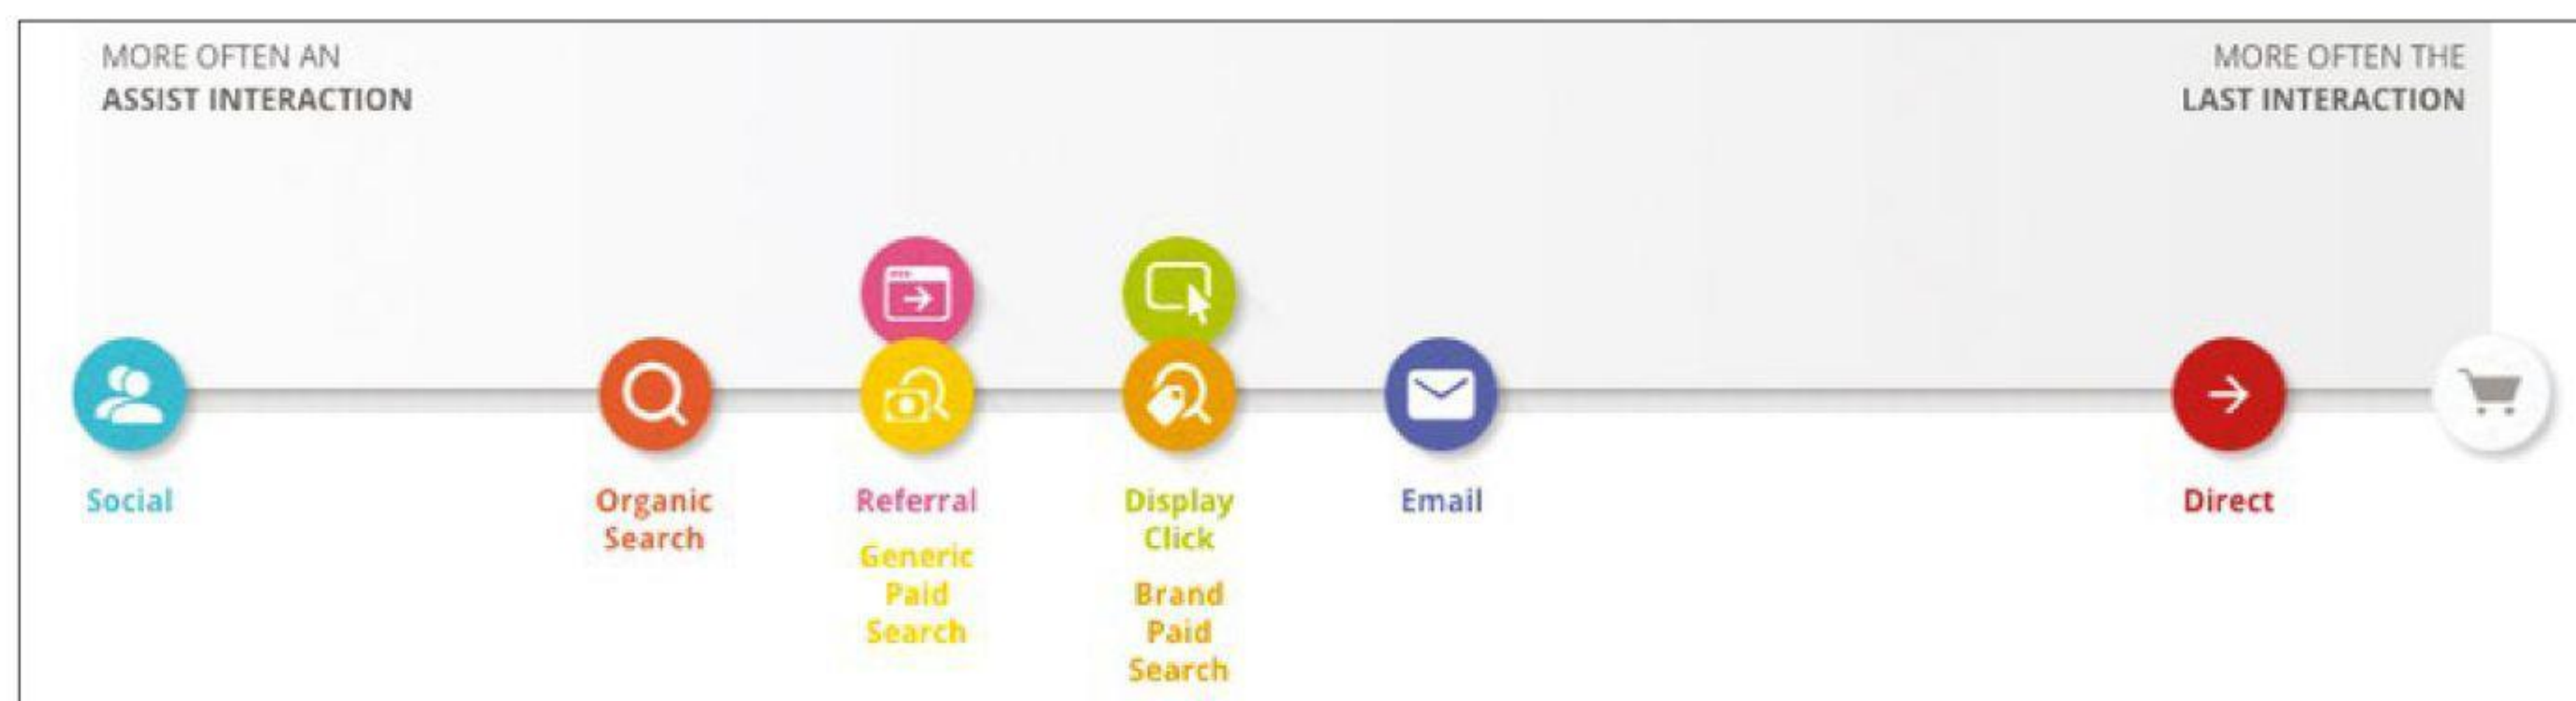 MORE OFTEN AN
ASSIST INTERACTION
MORE OFTEN THE
LAST INTERACTION
Social
Organic
Search
Referral
Generic
Paid
Search
Display
Click
Brand
Paid
Search
Email
Direct